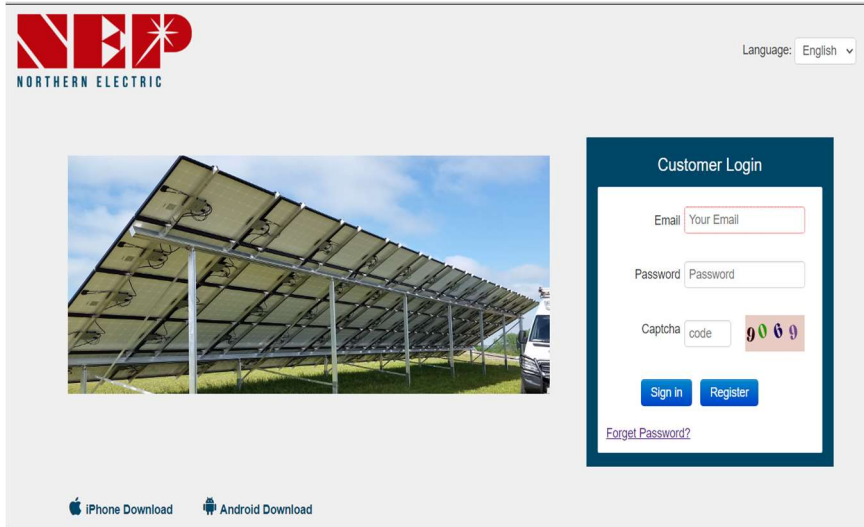 NEP
NORTHERN ELECTRIC
Language: English
Customer Login
Email Your Email
Password Password
Captcha code 9069
Sign in Register
Forget Password?
iPhone Download Android Download